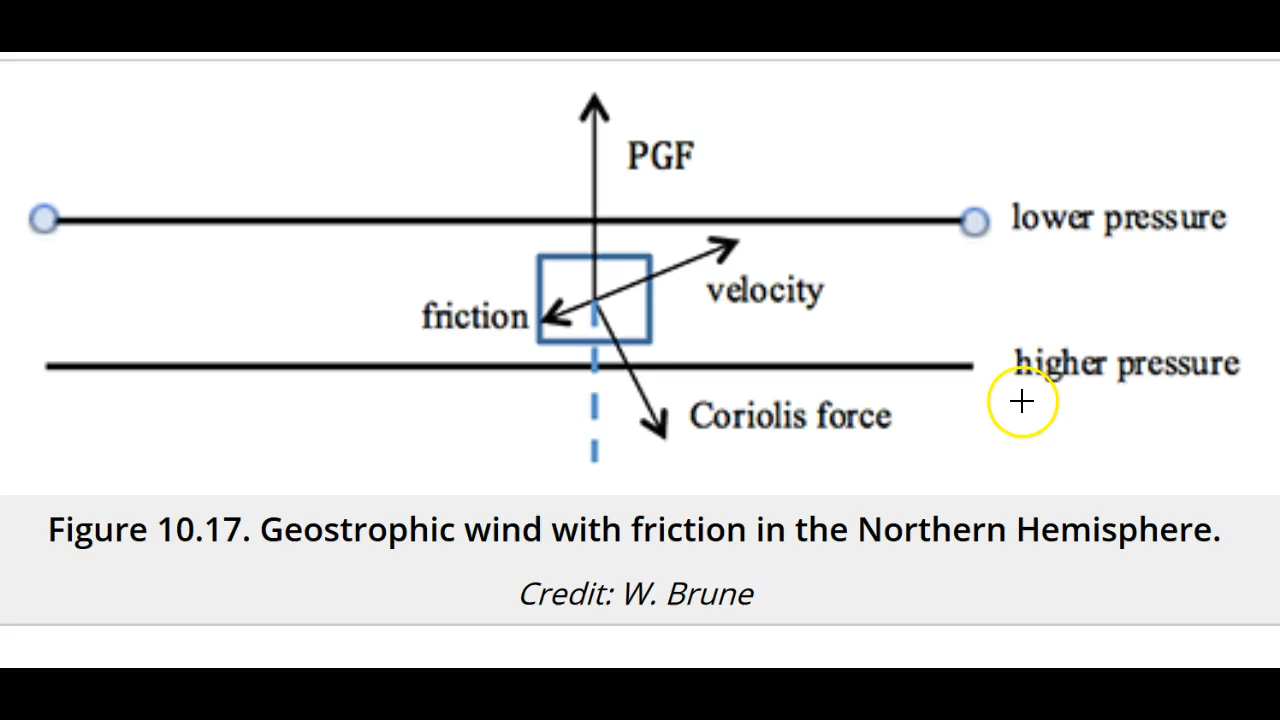 PGF
lower pressure
velocity
friction
higher pressure
Coriolis force
Figure 10.17. Geostrophic wind with friction in the Northern Hemisphere.
Credit: W. Brune